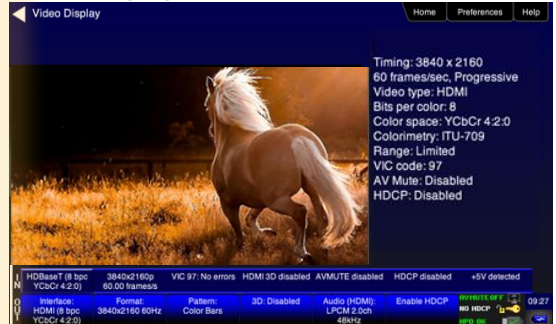 Video Display
Home Preferences Help
Timing: 3840 x 2160
60 frames/sec, Progressive
Video type: HDMI
Bits per color: 8
Color space: YCbCr 4:2:0
Colorimetry: ITU-709
Range: Limited
VIC code: 97
AV Mute: Disabled
HDCP: Disabled
IN
HDBaseT (8 bpc
YCbCr 4:2:0)
3840x2160p
60.00 frames/s
VIC 97: No errors
HDMI 3D disabled
AVMUTE disabled
HDCP disabled
+5V detected
OUT
Interface:
HDMI (8 bpc
YCbCr 4:2:0)
Format:
3840x2160 60Hz
Pattern:
Color Bars
3D: Disabled
Audio (HDMI):
LPCM 2.0ch
48kHz
Enable HDCP
AVMUTE OFF
NO HDCP
HPD OK
09:27